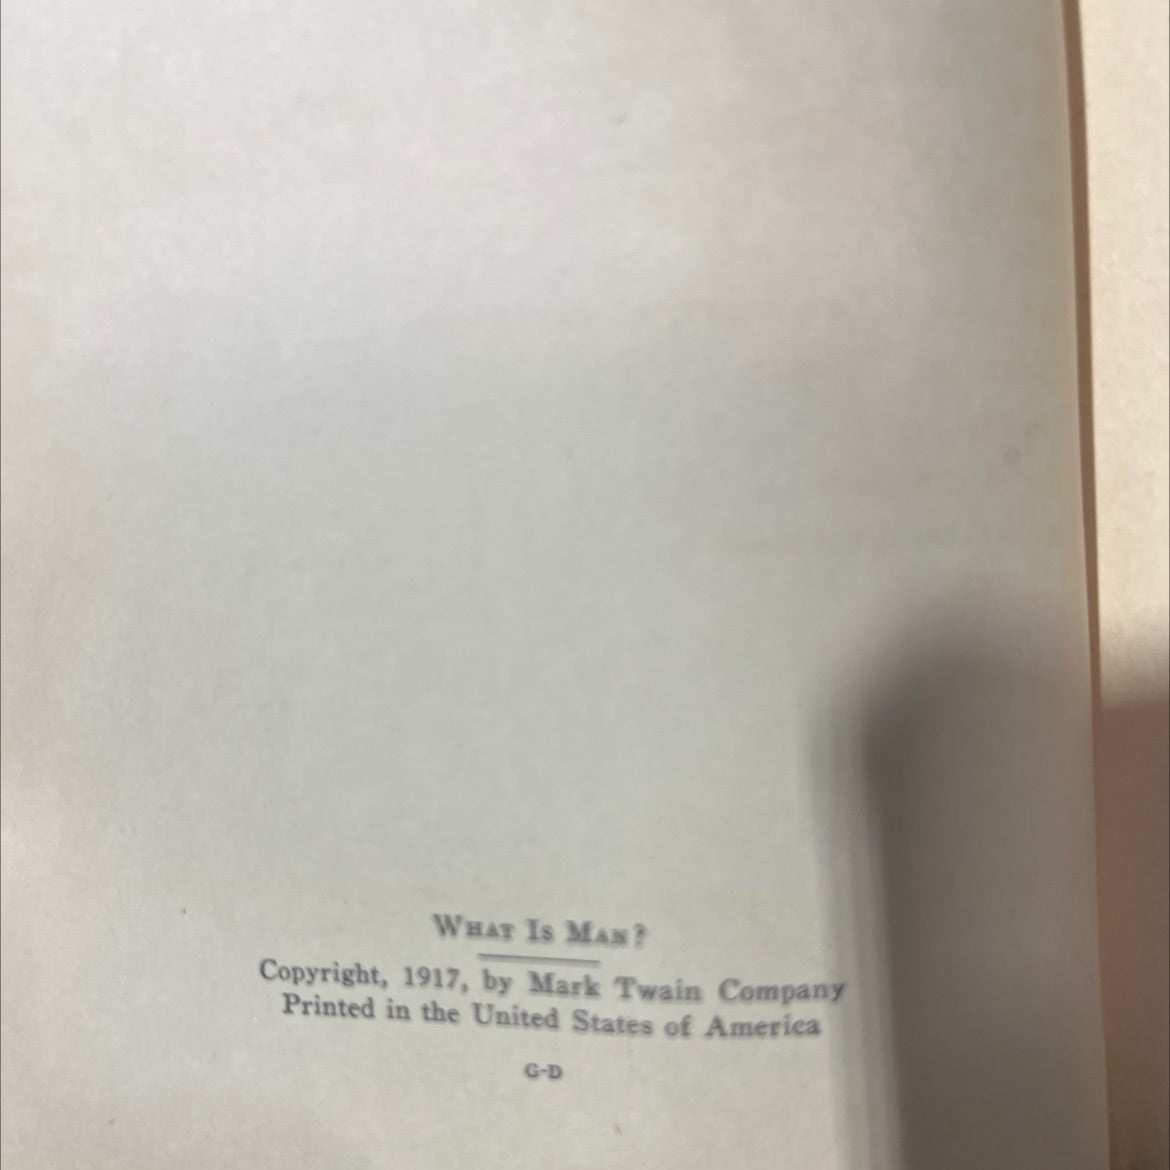 What Is Man?
Copyright, 1917, by Mark Twain Company
Printed in the United States of America
G-D